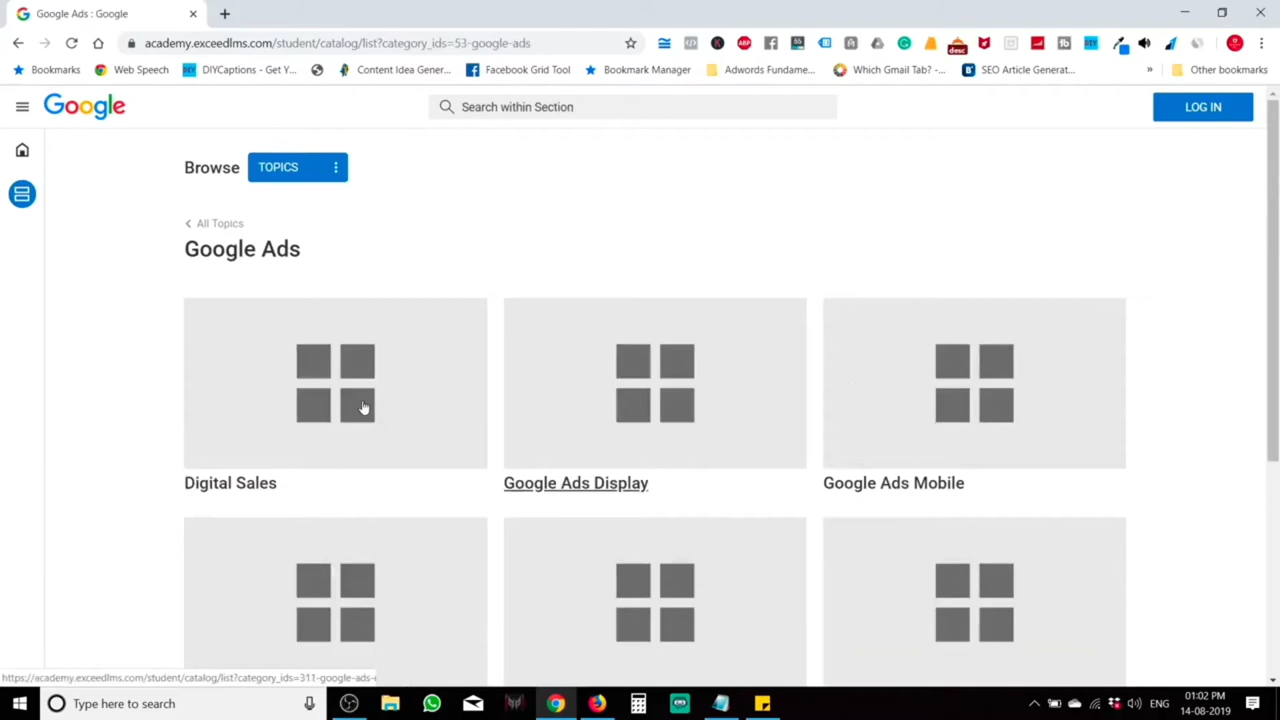 Google Ads : Google
academy.exceedlms.com/student/catalog/list?category_ids=53-google-ads
Bookmarks
Web Speech
DIYCaptions - Get Y...
Content Idea Gener...
Facebook Grid Tool
Bookmark Manager
Adwords Fundame...
Which Gmail Tab? -...
SEO Article Generat...
»
Other bookmarks
Google
Search within Section
LOG IN
Browse
TOPICS
All Topics
Google Ads
Digital Sales
Google Ads Display
Google Ads Mobile
https://academy.exceedlms.com/student/catalog/list?category_ids=311-google-ads-
Type here to search
ENG
01:02 PM
14-08-2019